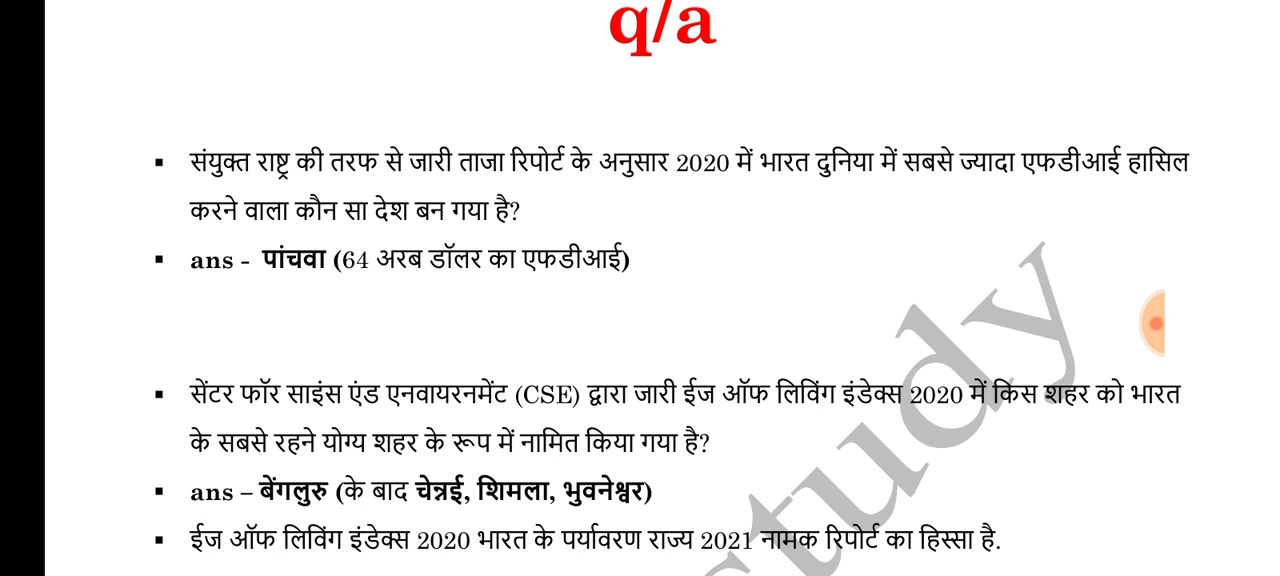 q/a
▪ संयुक्त राष्ट्र की तरफ से जारी ताजा रिपोर्ट के अनुसार 2020 में भारत दुनिया में सबसे ज्यादा एफडीआई हासिल
करने वाला कौन सा देश बन गया है?
▪ ans - पांचवा (64 अरब डॉलर का एफडीआई)
▪ सेंटर फॉर साइंस एंड एनवायरनमेंट (CSE) द्वारा जारी ईज ऑफ लिविंग इंडेक्स 2020 में किस शहर को भारत
के सबसे रहने योग्य शहर के रूप में नामित किया गया है?
▪ ans – बेंगलुरु (के बाद चेन्नई, शिमला, भुवनेश्वर)
▪ ईज ऑफ लिविंग इंडेक्स 2020 भारत के पर्यावरण राज्य 2021 नामक रिपोर्ट का हिस्सा है.
Study